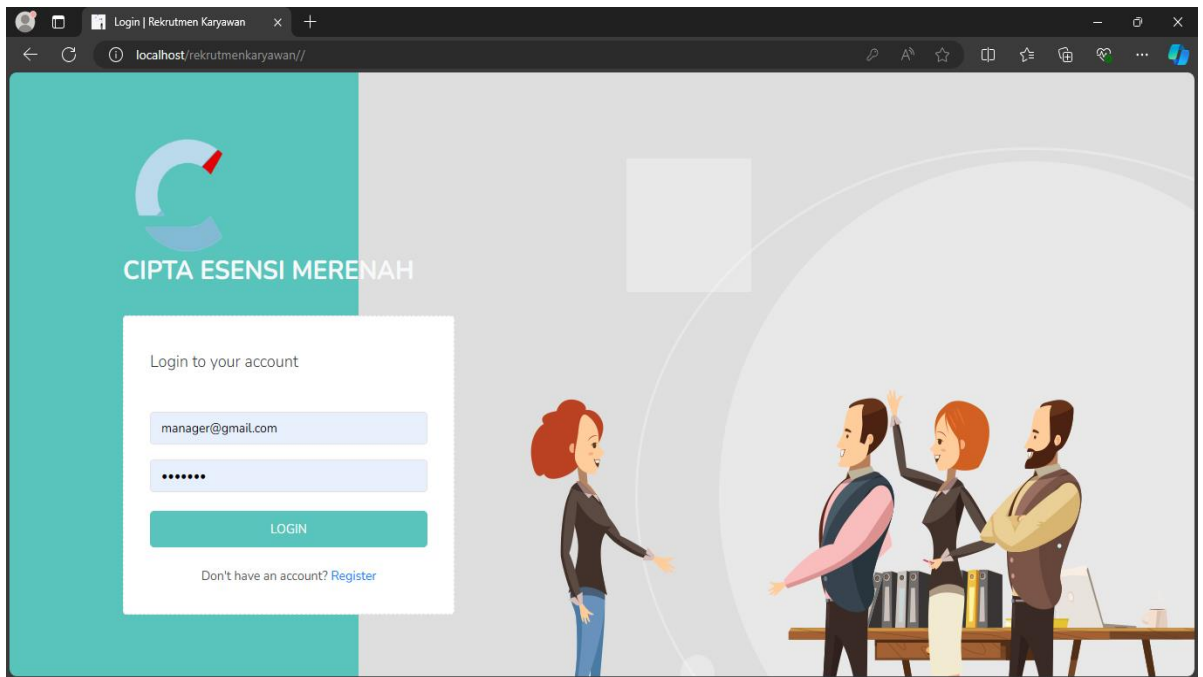 Login | Rekrutmen Karyawan
localhost/rekrutmenkaryawan//
CIPTA ESENSI MERENAH
Login to your account
manager@gmail.com
•••••••
LOGIN
Don't have an account? Register